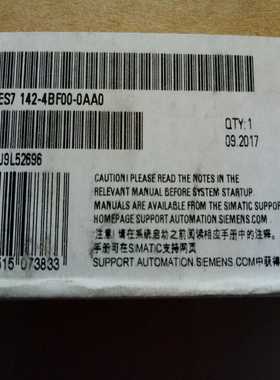 ES7 142-4BF00-0AA0
QTY:1
09.2017
J9L52696
CAUTION! PLEASE READ THE NOTES IN THE
RELEVANT MANUAL BEFORE SYSTEM STARTUP.
MANUALS ARE AVAILABLE FROM THE SIMATIC SUPPORT
HOMEPAGE SUPPORT.AUTOMATION.SIEMENS.COM
注意! 请在系统启动之前阅读相应手册中的注释。
手册可在SIMATIC支持网页
SUPPORT.AUTOMATION.SIEMENS.COM中获
515 073833